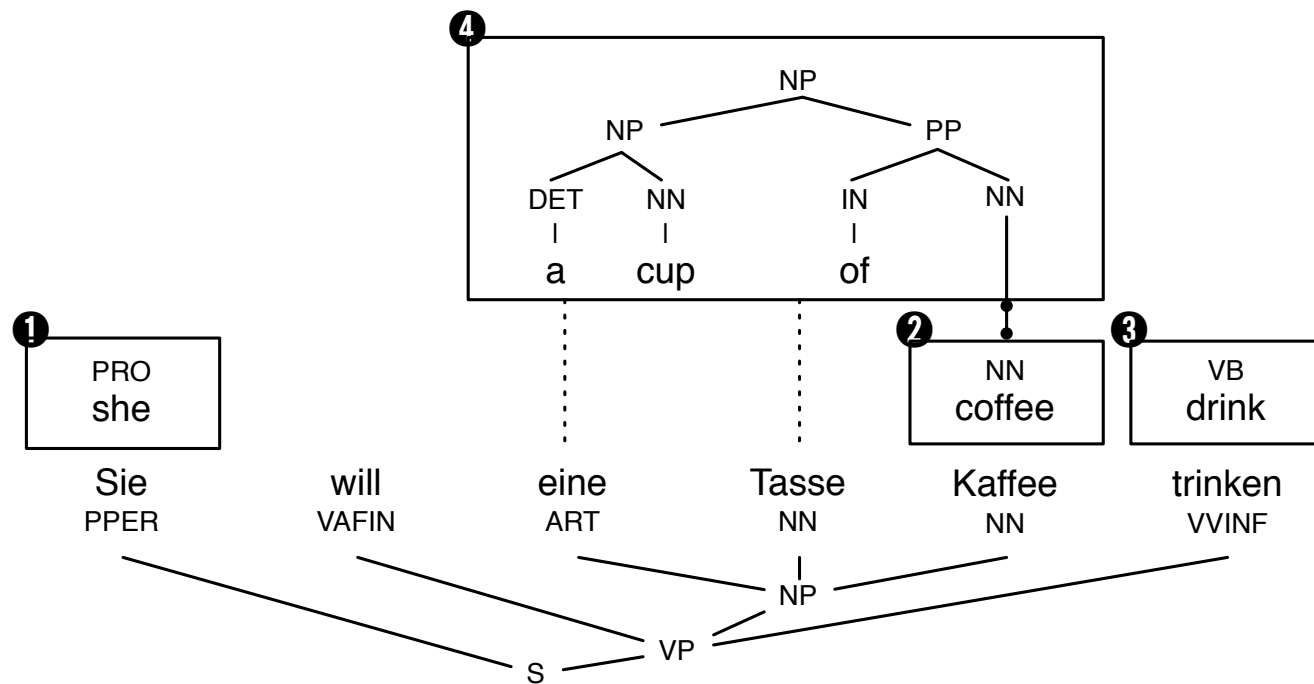 4
NP
NP PP
DET NN IN NN
a cup of
1 2 3
PRO NN VB
she coffee drink
Sie will eine Tasse Kaffee trinken
PPER VAFIN ART NN NN VVINF
NP
VP
S